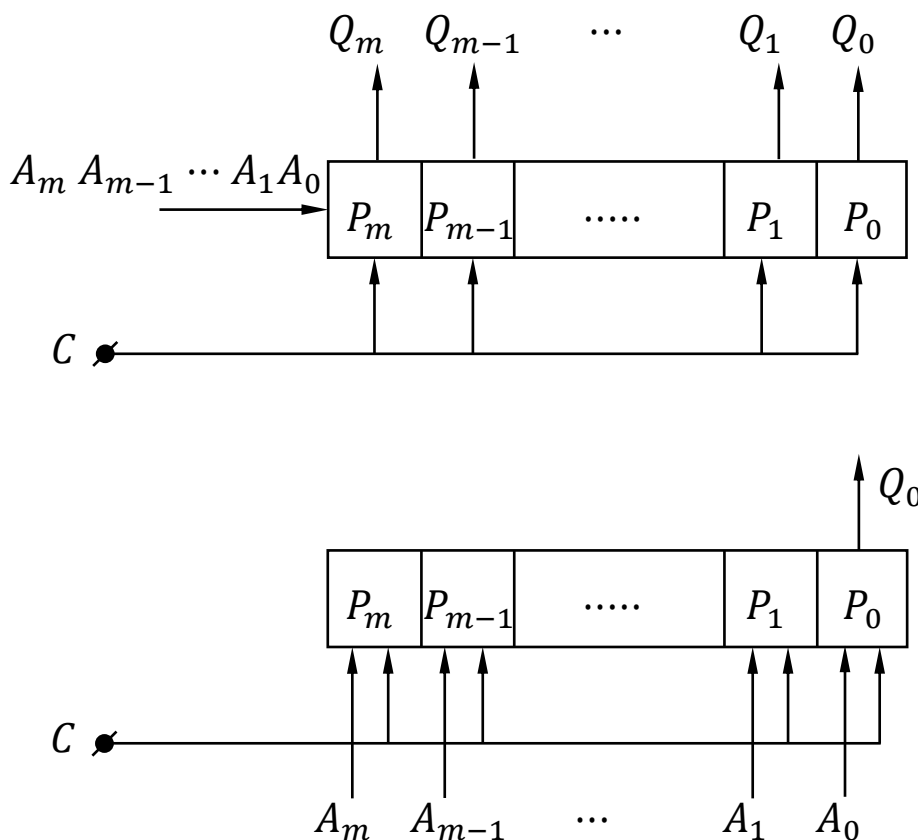 Q_m Q_{m-1} ... Q_1 Q_0
A_m A_{m-1} ... A_1 A_0
P_m P_{m-1} ..... P_1 P_0
C
Q_0
P_m P_{m-1} ..... P_1 P_0
C
A_m A_{m-1} ... A_1 A_0